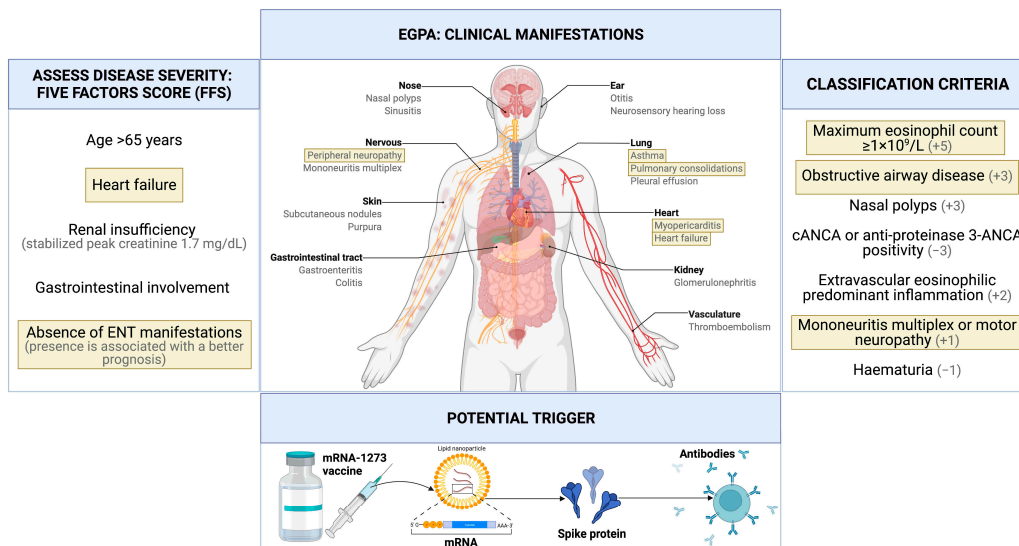 EGPA: CLINICAL MANIFESTATIONS
ASSESS DISEASE SEVERITY:
FIVE FACTORS SCORE (FFS)
Age >65 years
Heart failure
Renal insufficiency
(stabilized peak creatinine 1.7 mg/dL)
Gastrointestinal involvement
Absence of ENT manifestations
(presence is associated with a better
prognosis)
Nose
Nasal polyps
Sinusitis
Nervous
Peripheral neuropathy
Mononeuritis multiplex
Skin
Subcutaneous nodules
Purpura
Gastrointestinal tract
Gastroenteritis
Colitis
Ear
Otitis
Neurosensory hearing loss
Lung
Asthma
Pulmonary consolidations
Pleural effusion
Heart
Myopericarditis
Heart failure
Kidney
Glomerulonephritis
Vasculature
Thromboembolism
CLASSIFICATION CRITERIA
Maximum eosinophil count
≥1×10⁹/L (+5)
Obstructive airway disease (+3)
Nasal polyps (+3)
cANCA or anti-proteinase 3-ANCA
positivity (−3)
Extravascular eosinophilic
predominant inflammation (+2)
Mononeuritis multiplex or motor
neuropathy (+1)
Haematuria (−1)
POTENTIAL TRIGGER
mRNA-1273
vaccine
Lipid nanoparticle
5' G AAA-3'
mRNA
Spike protein
Antibodies